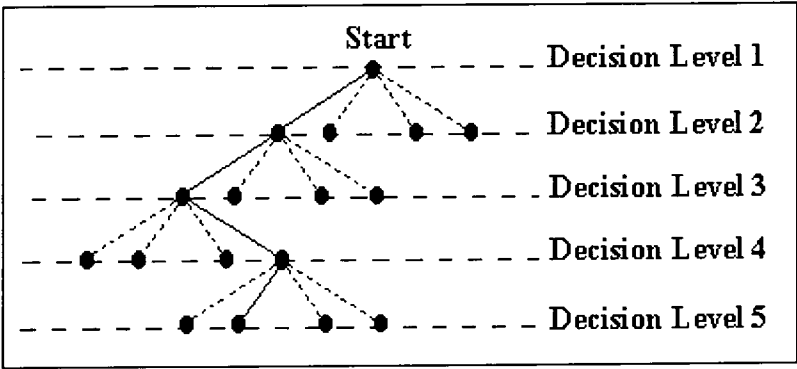 Start
Decision Level 1
Decision Level 2
Decision Level 3
Decision Level 4
Decision Level 5